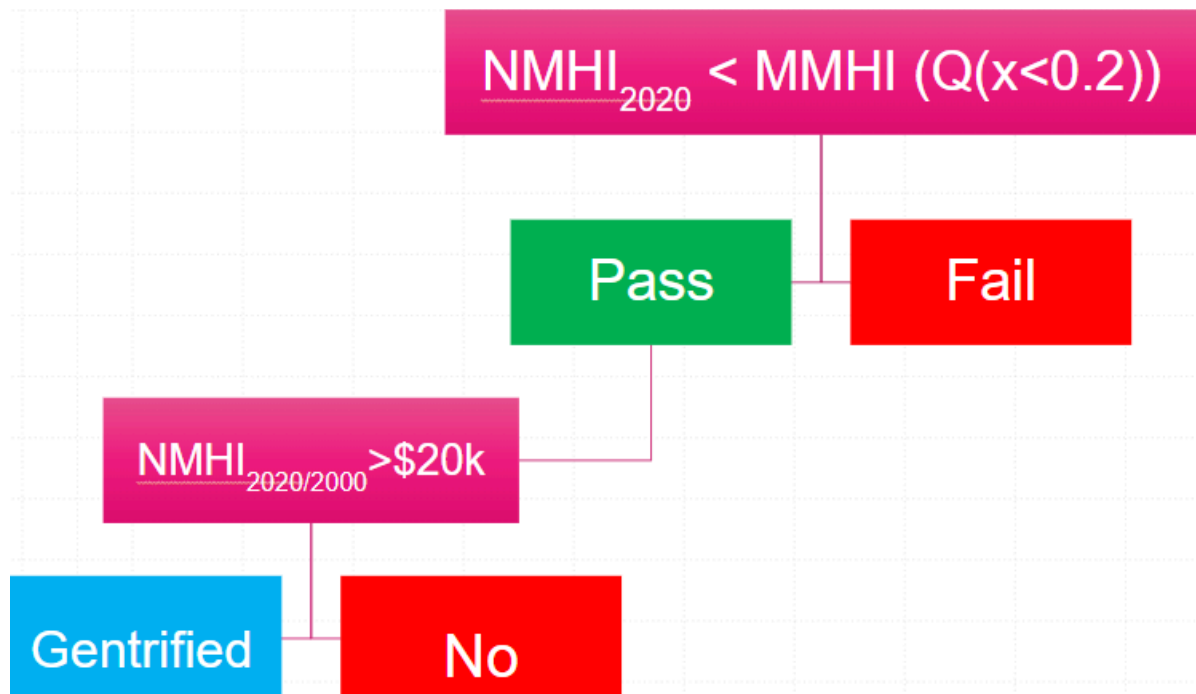 NMHI2020 < MMHI (Q(x<0.2))
Pass
Fail
NMHI2020/2000>$20k
Gentrified
No